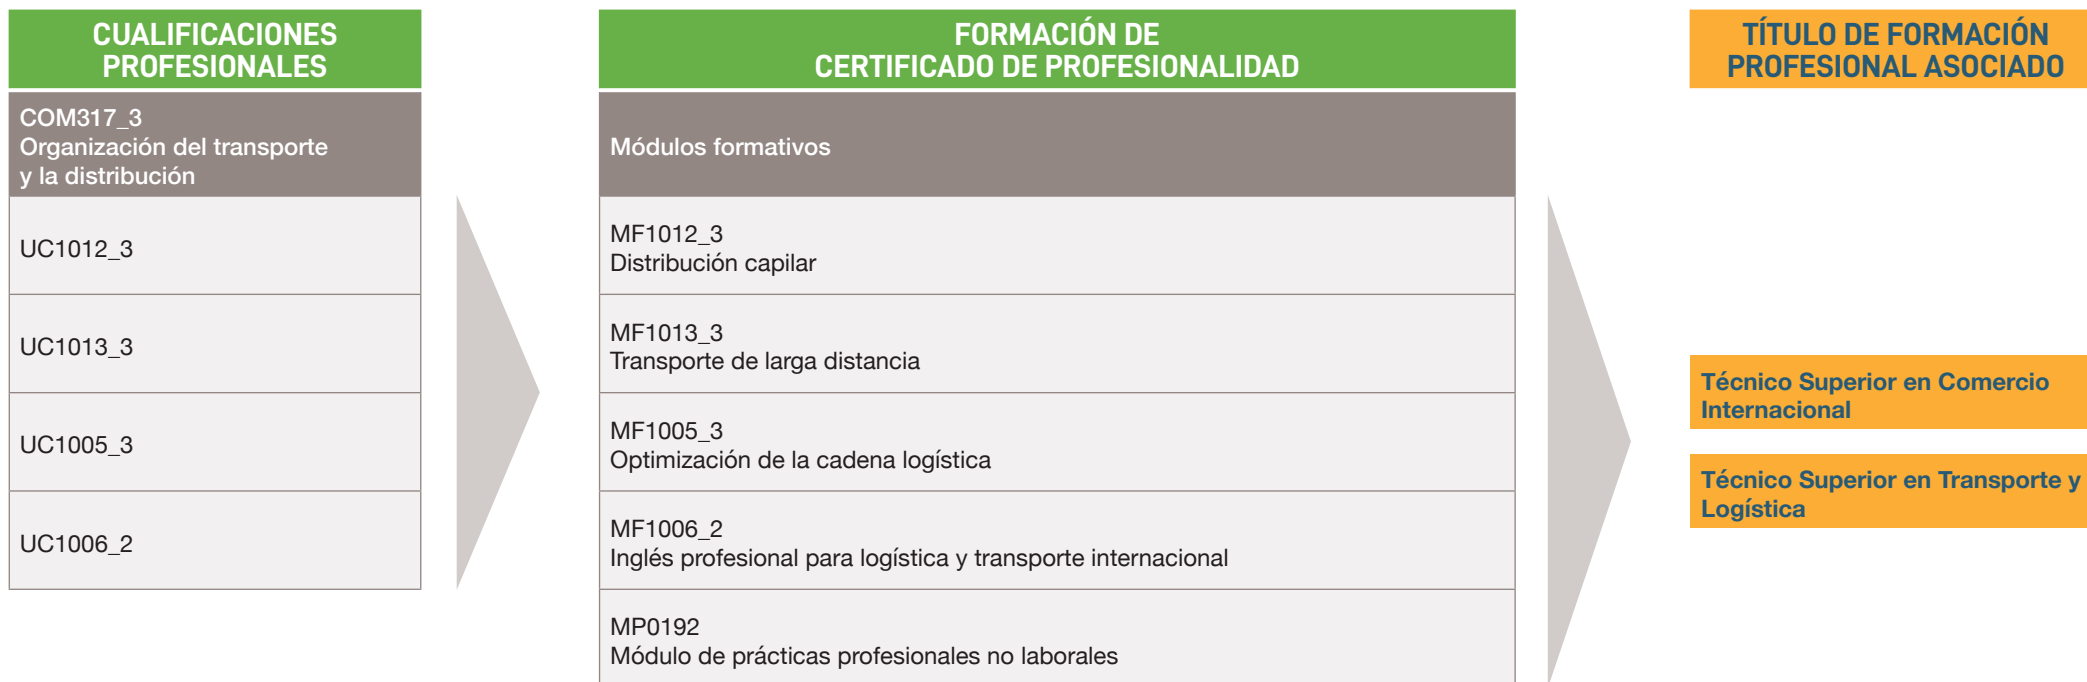 CUALIFICACIONES
PROFESIONALES
COM317_3
Organización del transporte
y la distribución
UC1012_3
UC1013_3
UC1005_3
UC1006_2
FORMACIÓN DE
CERTIFICADO DE PROFESIONALIDAD
Módulos formativos
MF1012_3
Distribución capilar
MF1013_3
Transporte de larga distancia
MF1005_3
Optimización de la cadena logística
MF1006_2
Inglés profesional para logística y transporte internacional
MP0192
Módulo de prácticas profesionales no laborales
TÍTULO DE FORMACIÓN
PROFESIONAL ASOCIADO
Técnico Superior en Comercio
Internacional
Técnico Superior en Transporte y
Logística